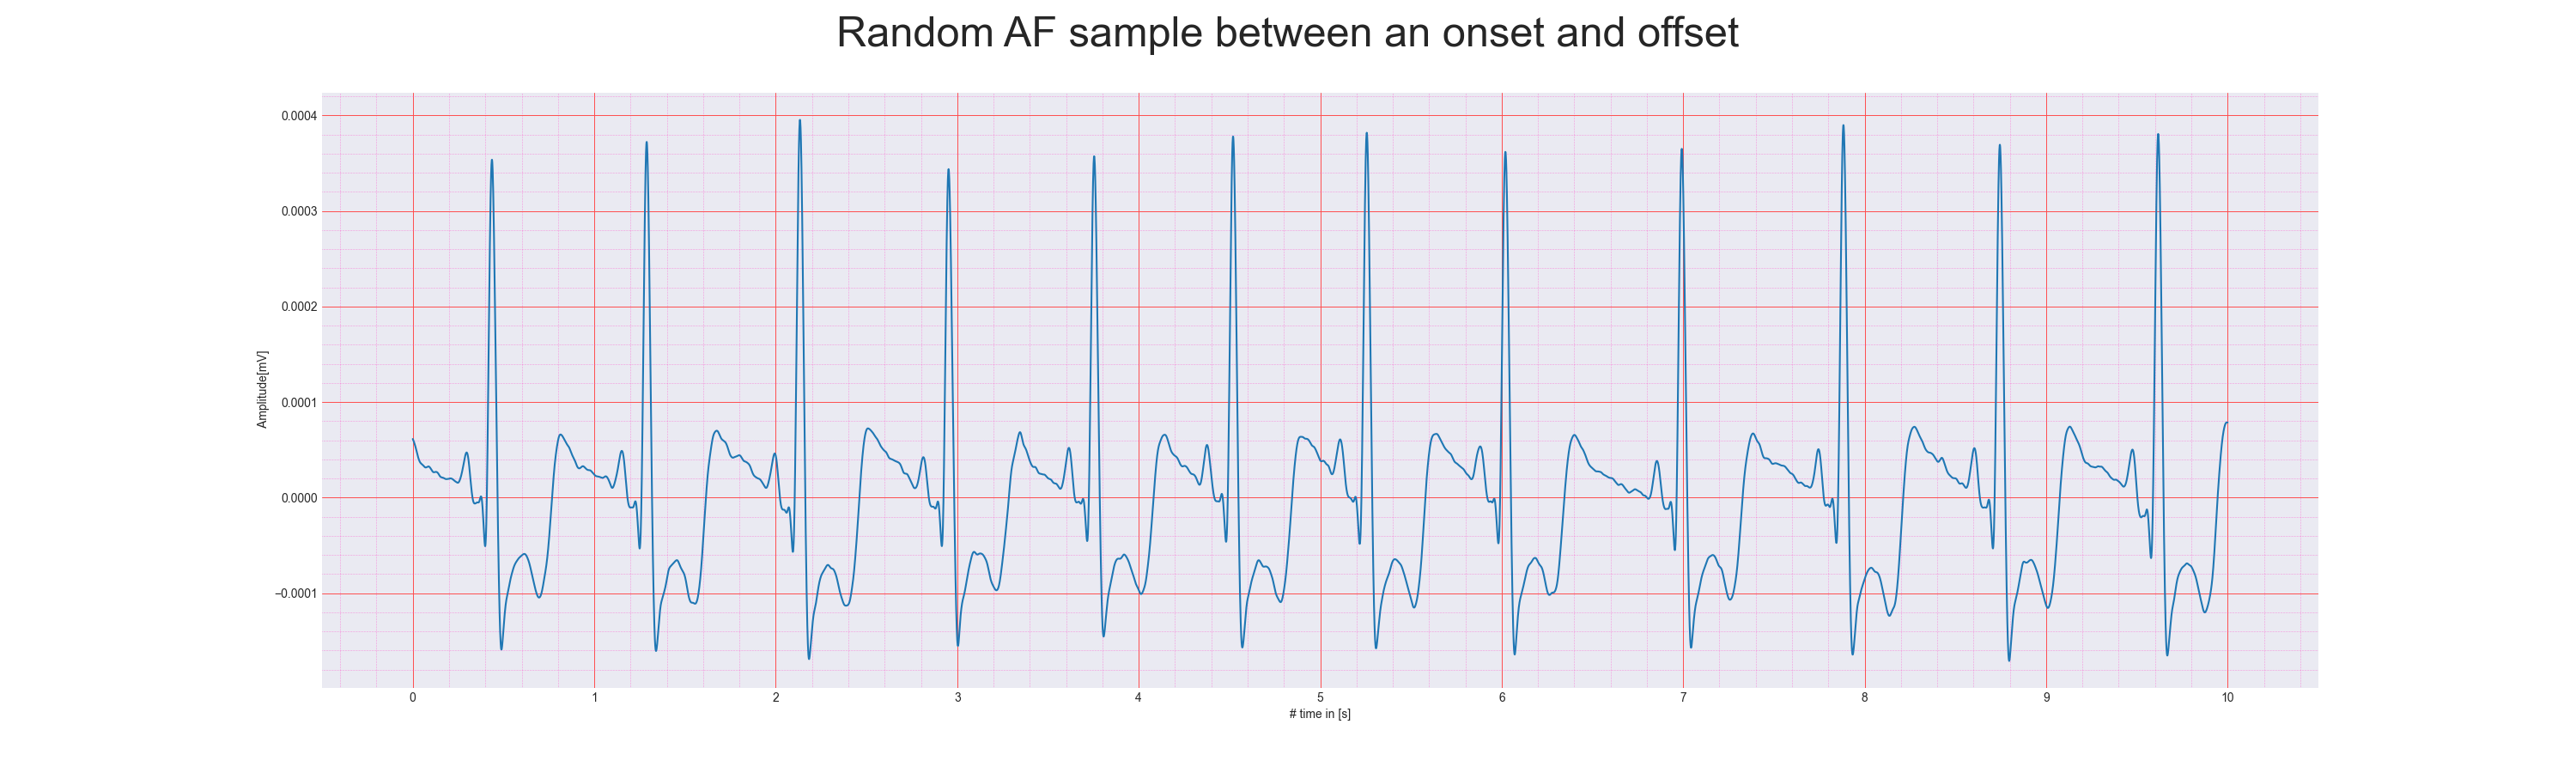 Random AF sample between an onset and offset
0.0004
0.0003
0.0002
0.0001
0.0000
−0.0001
Amplitude[mV]
0 1 2 3 4 5 6 7 8 9 10
# time in [s]